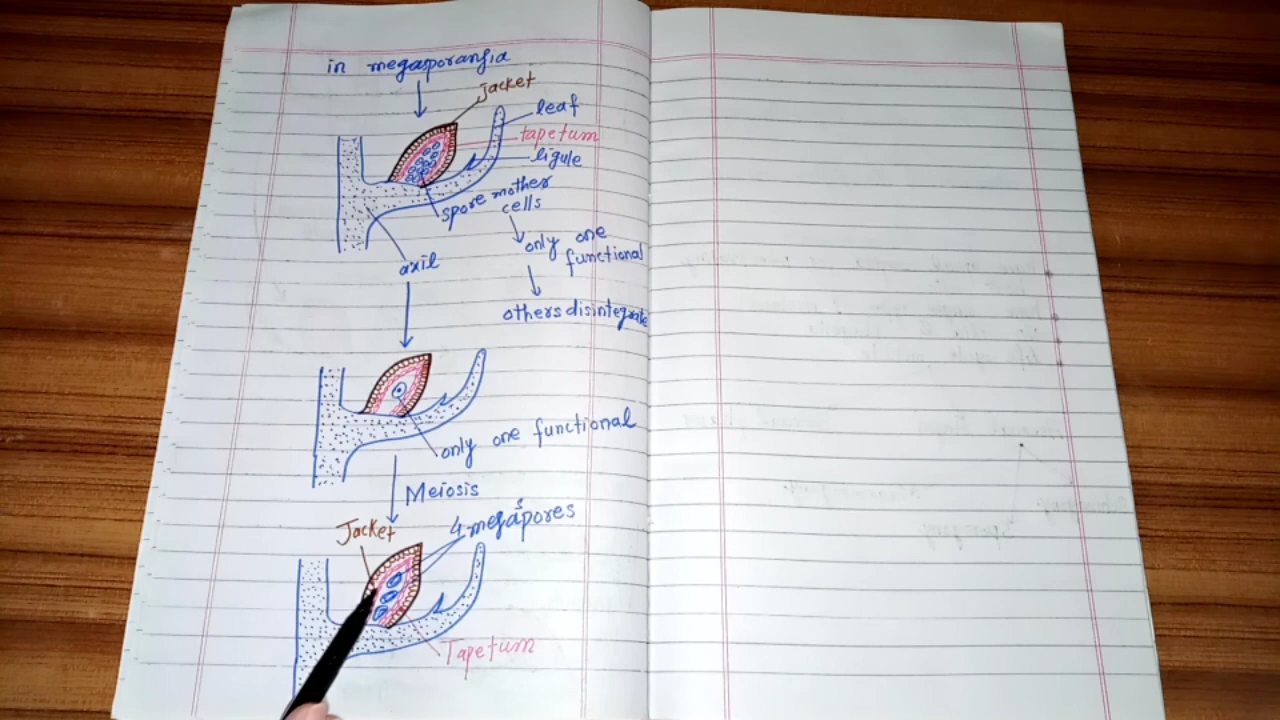 in megasporangia
Jacket
leaf
tapetum
ligule
spore mother
cells
only one
functional
axil
others disintegrate
only one functional
Meiosis
Jacket
4 megaspores
Tapetum